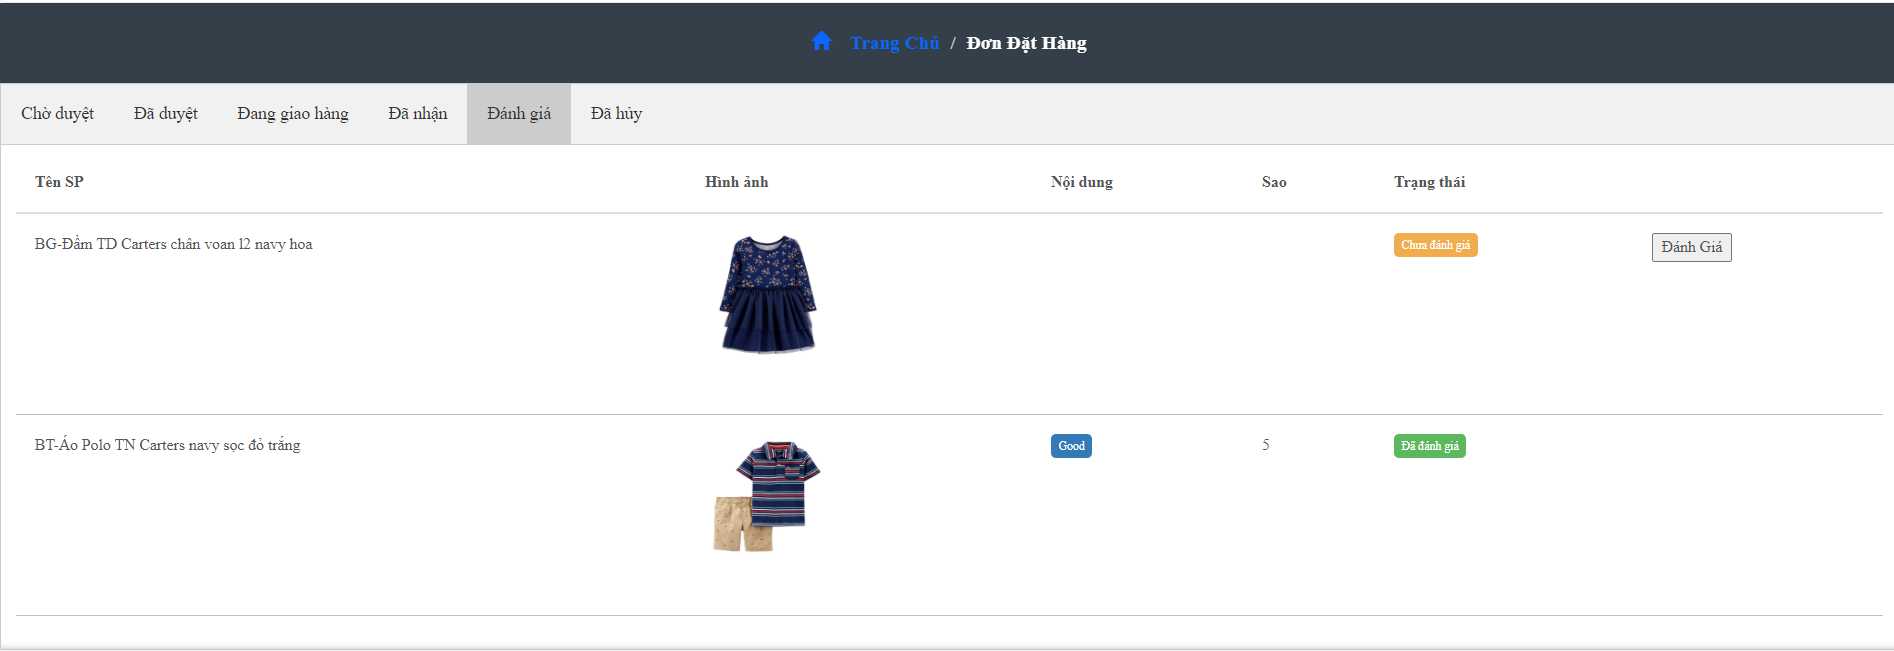 Trang Chủ / Đơn Đặt Hàng
Chờ duyệt Đã duyệt Đang giao hàng Đã nhận Đánh giá Đã hủy
Tên SP Hình ảnh Nội dung Sao Trạng thái
BG-Đầm TD Carters chân voan l2 navy hoa Chưa đánh giá Đánh Giá
BT-Áo Polo TN Carters navy sọc đỏ trắng Good 5 Đã đánh giá